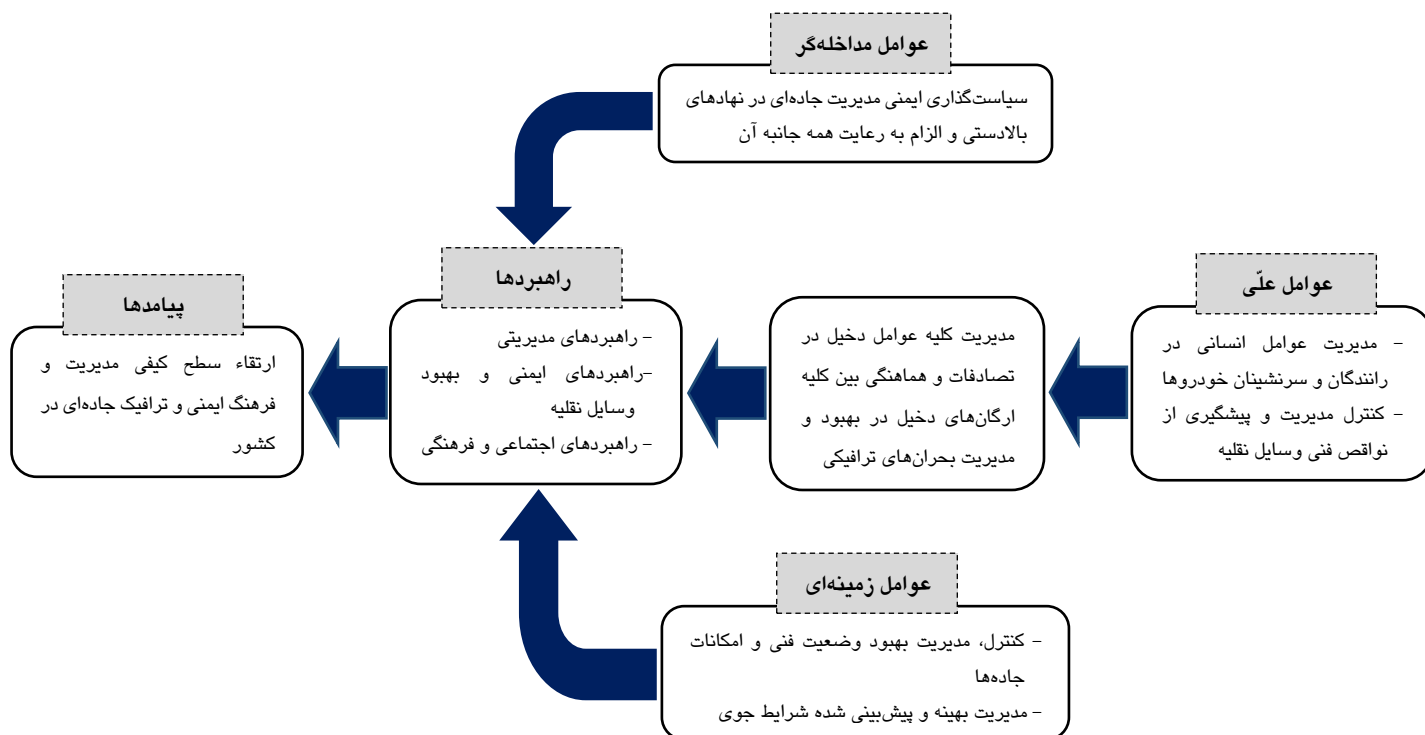 عوامل مداخله‌گر
سیاست‌گذاری ایمنی مدیریت جاده‌ای در نهادهای
بالادستی و الزام به رعایت همه جانبه آن
عوامل علّی
- مدیریت عوامل انسانی در
رانندگان و سرنشینان خودروها
- کنترل مدیریت و پیشگیری از
نواقص فنی وسایل نقلیه
مدیریت کلیه عوامل دخیل در
تصادفات و هماهنگی بین کلیه
ارگان‌های دخیل در بهبود و
مدیریت بحران‌های ترافیکی
راهبردها
- راهبردهای مدیریتی
-راهبردهای ایمنی و بهبود
وسایل نقلیه
- راهبردهای اجتماعی و فرهنگی
پیامدها
ارتقاء سطح کیفی مدیریت و
فرهنگ ایمنی و ترافیک جاده‌ای در
کشور
عوامل زمینه‌ای
- کنترل، مدیریت بهبود وضعیت فنی و امکانات
جاده‌ها
- مدیریت بهینه و پیش‌بینی شده شرایط جوی